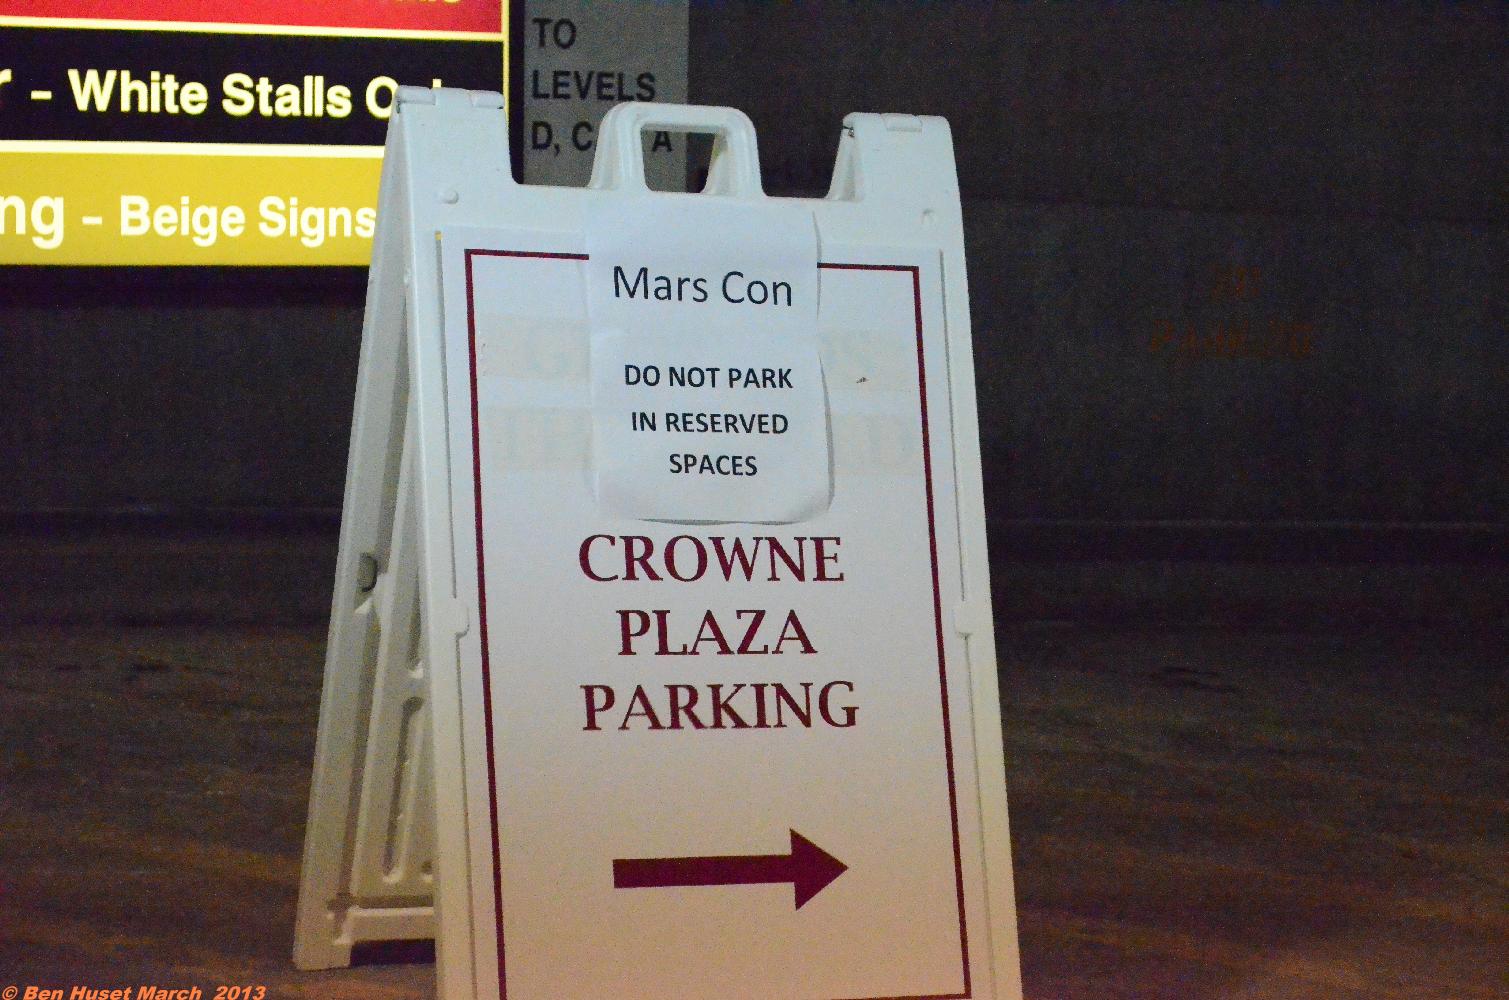 - White Stalls
ng - Beige Signs
TO
LEVELS
D, C A
Mars Con
DO NOT PARK
IN RESERVED
SPACES
CROWNE
PLAZA
PARKING
© Ben Huset March 2013